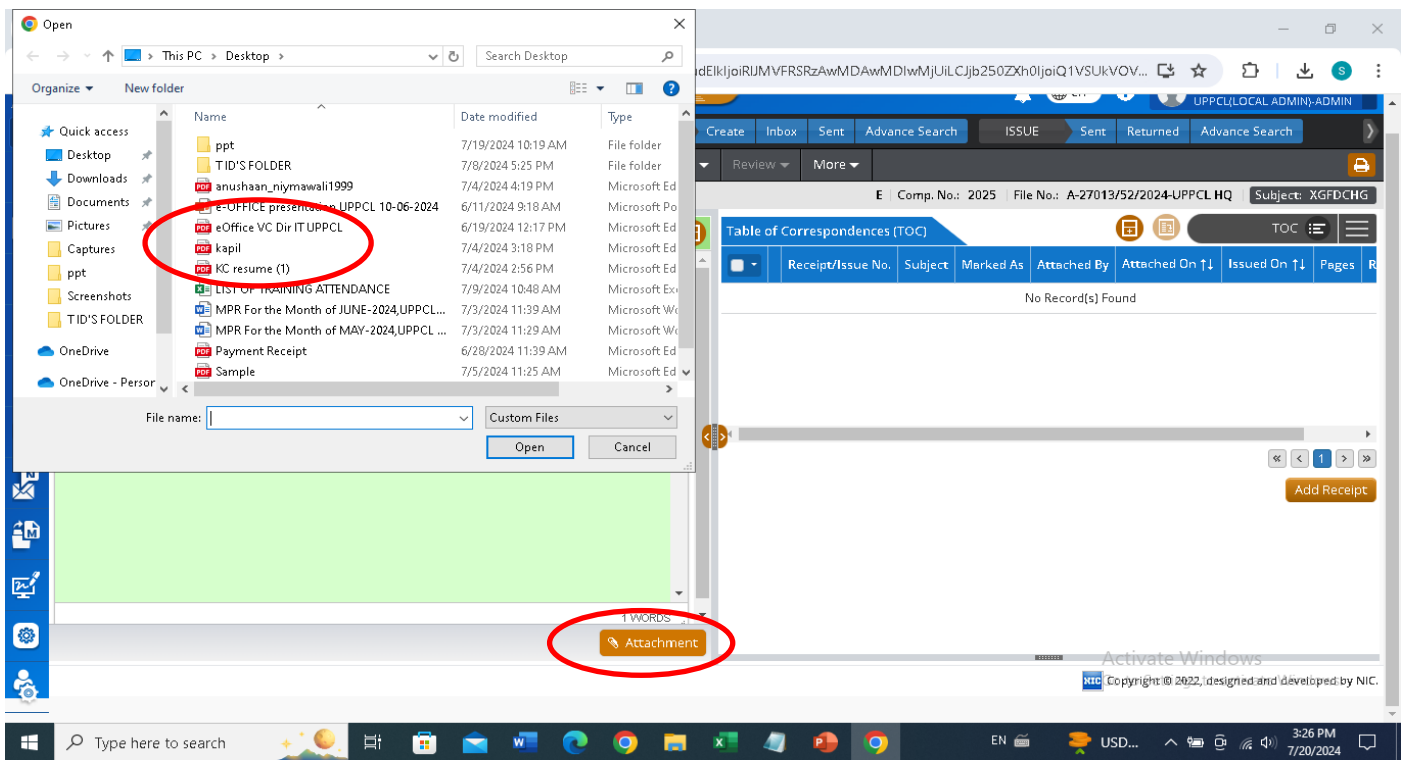 Open
This PC > Desktop >
Search Desktop
Organize
New folder
Name Date modified Type
Quick access
Desktop
Downloads
Documents
Pictures
Captures
ppt
Screenshots
TID'S FOLDER
OneDrive
OneDrive - Person
ppt 7/19/2024 10:19 AM File folder
TID'S FOLDER 7/8/2024 5:25 PM File folder
anushaan_niymawali1999 7/4/2024 4:19 PM Microsoft Ed
e-OFFICE presentation UPPCL 10-06-2024 6/11/2024 9:18 AM Microsoft Po
eOffice VC Dir IT UPPCL 6/19/2024 12:17 PM Microsoft Ed
kapil 7/4/2024 3:18 PM Microsoft Ed
KC resume (1) 7/4/2024 2:56 PM Microsoft Ed
LIST OF TRAINING ATTENDANCE 7/9/2024 10:48 AM Microsoft Ex
MPR For the Month of JUNE-2024,UPPCL... 7/3/2024 11:39 AM Microsoft Wo
MPR For the Month of MAY-2024,UPPCL ... 7/3/2024 11:29 AM Microsoft Wo
Payment Receipt 6/28/2024 11:39 AM Microsoft Ed
Sample 7/5/2024 11:25 AM Microsoft Ed
File name:
Custom Files
Open Cancel
S
UPPCL(LOCAL ADMIN)-ADMIN
Create Inbox Sent Advance Search ISSUE Sent Returned Advance Search
Review More
E Comp. No.: 2025 File No.: A-27013/52/2024-UPPCL HQ Subject: XGFDCHG
Table of Correspondences (TOC)
TOC
Receipt/Issue No. Subject Marked As Attached By Attached On ↑↓ Issued On ↑↓ Pages R
No Record(s) Found
« < 1 > »
Add Receipt
1 WORDS
Attachment
Activate Windows
NIC Copyright © 2022, designed and developed by NIC.
Type here to search
EN
USD...
3:26 PM
7/20/2024